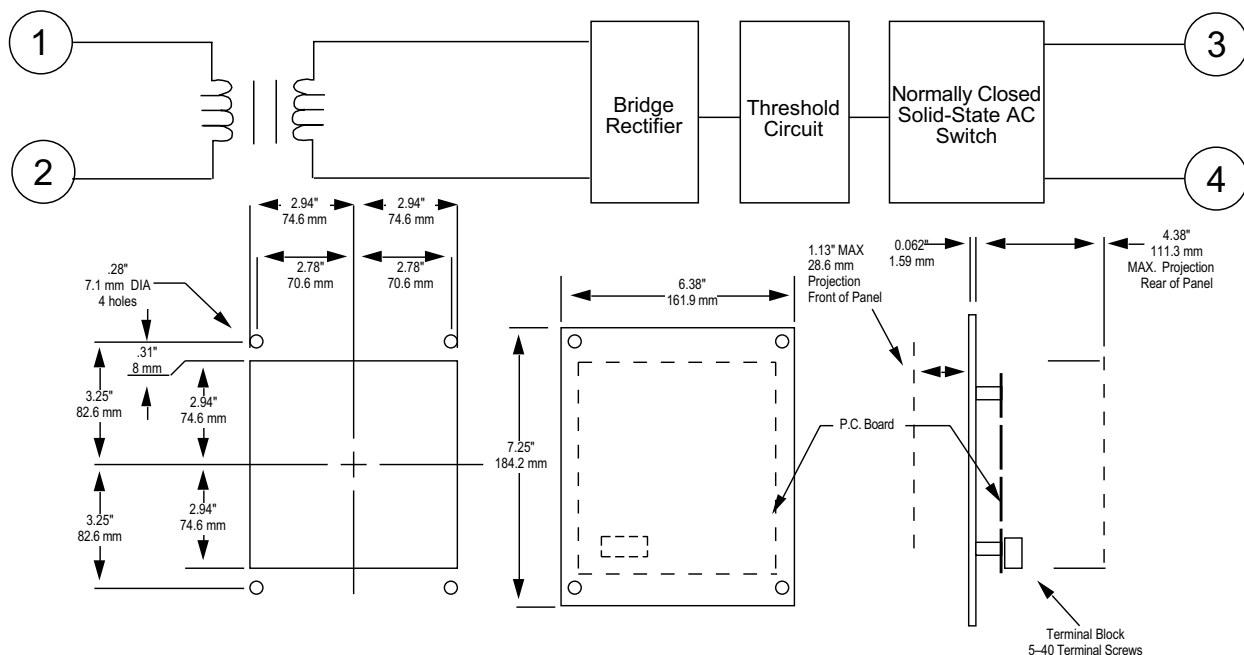 1
2
3
4
Bridge
Rectifier
Threshold
Circuit
Normally Closed
Solid-State AC
Switch
2.94"
74.6 mm
2.94"
74.6 mm
2.78"
70.6 mm
2.78"
70.6 mm
.28"
7.1 mm DIA
4 holes
.31"
8 mm
3.25"
82.6 mm
2.94"
74.6 mm
3.25"
82.6 mm
2.94"
74.6 mm
6.38"
161.9 mm
7.25"
184.2 mm
P.C. Board
1.13" MAX
28.6 mm
Projection
Front of Panel
0.062"
1.59 mm
4.38"
111.3 mm
MAX. Projection
Rear of Panel
Terminal Block
5–40 Terminal Screws